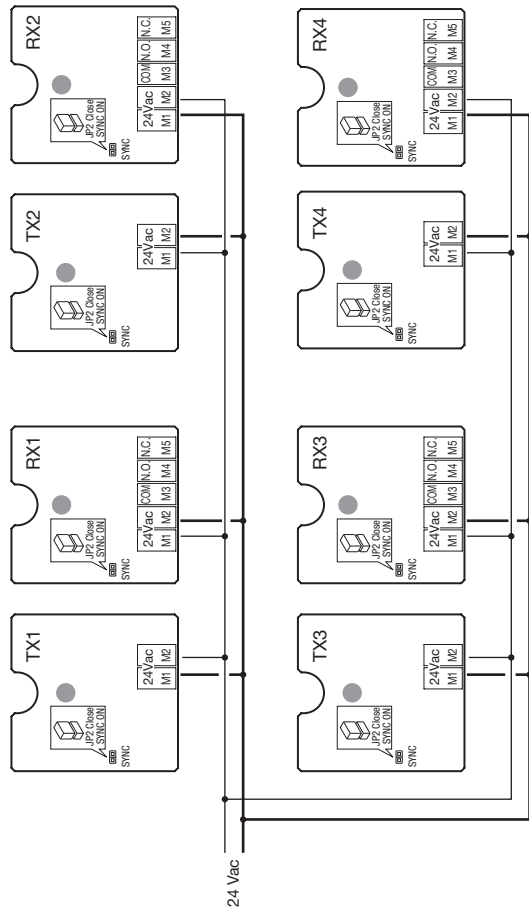 TX1
JP2 Close
SYNC ON
SYNC
24Vac
M1 M2
RX1
JP2 Close
SYNC ON
SYNC
24Vac COM N.O. N.C.
M1 M2 M3 M4 M5
TX2
JP2 Close
SYNC ON
SYNC
24Vac
M1 M2
RX2
JP2 Close
SYNC ON
SYNC
24Vac COM N.O. N.C.
M1 M2 M3 M4 M5
24 Vac
TX3
JP2 Close
SYNC ON
SYNC
24Vac
M1 M2
RX3
JP2 Close
SYNC ON
SYNC
24Vac COM N.O. N.C.
M1 M2 M3 M4 M5
TX4
JP2 Close
SYNC ON
SYNC
24Vac
M1 M2
RX4
JP2 Close
SYNC ON
SYNC
24Vac COM N.O. N.C.
M1 M2 M3 M4 M5